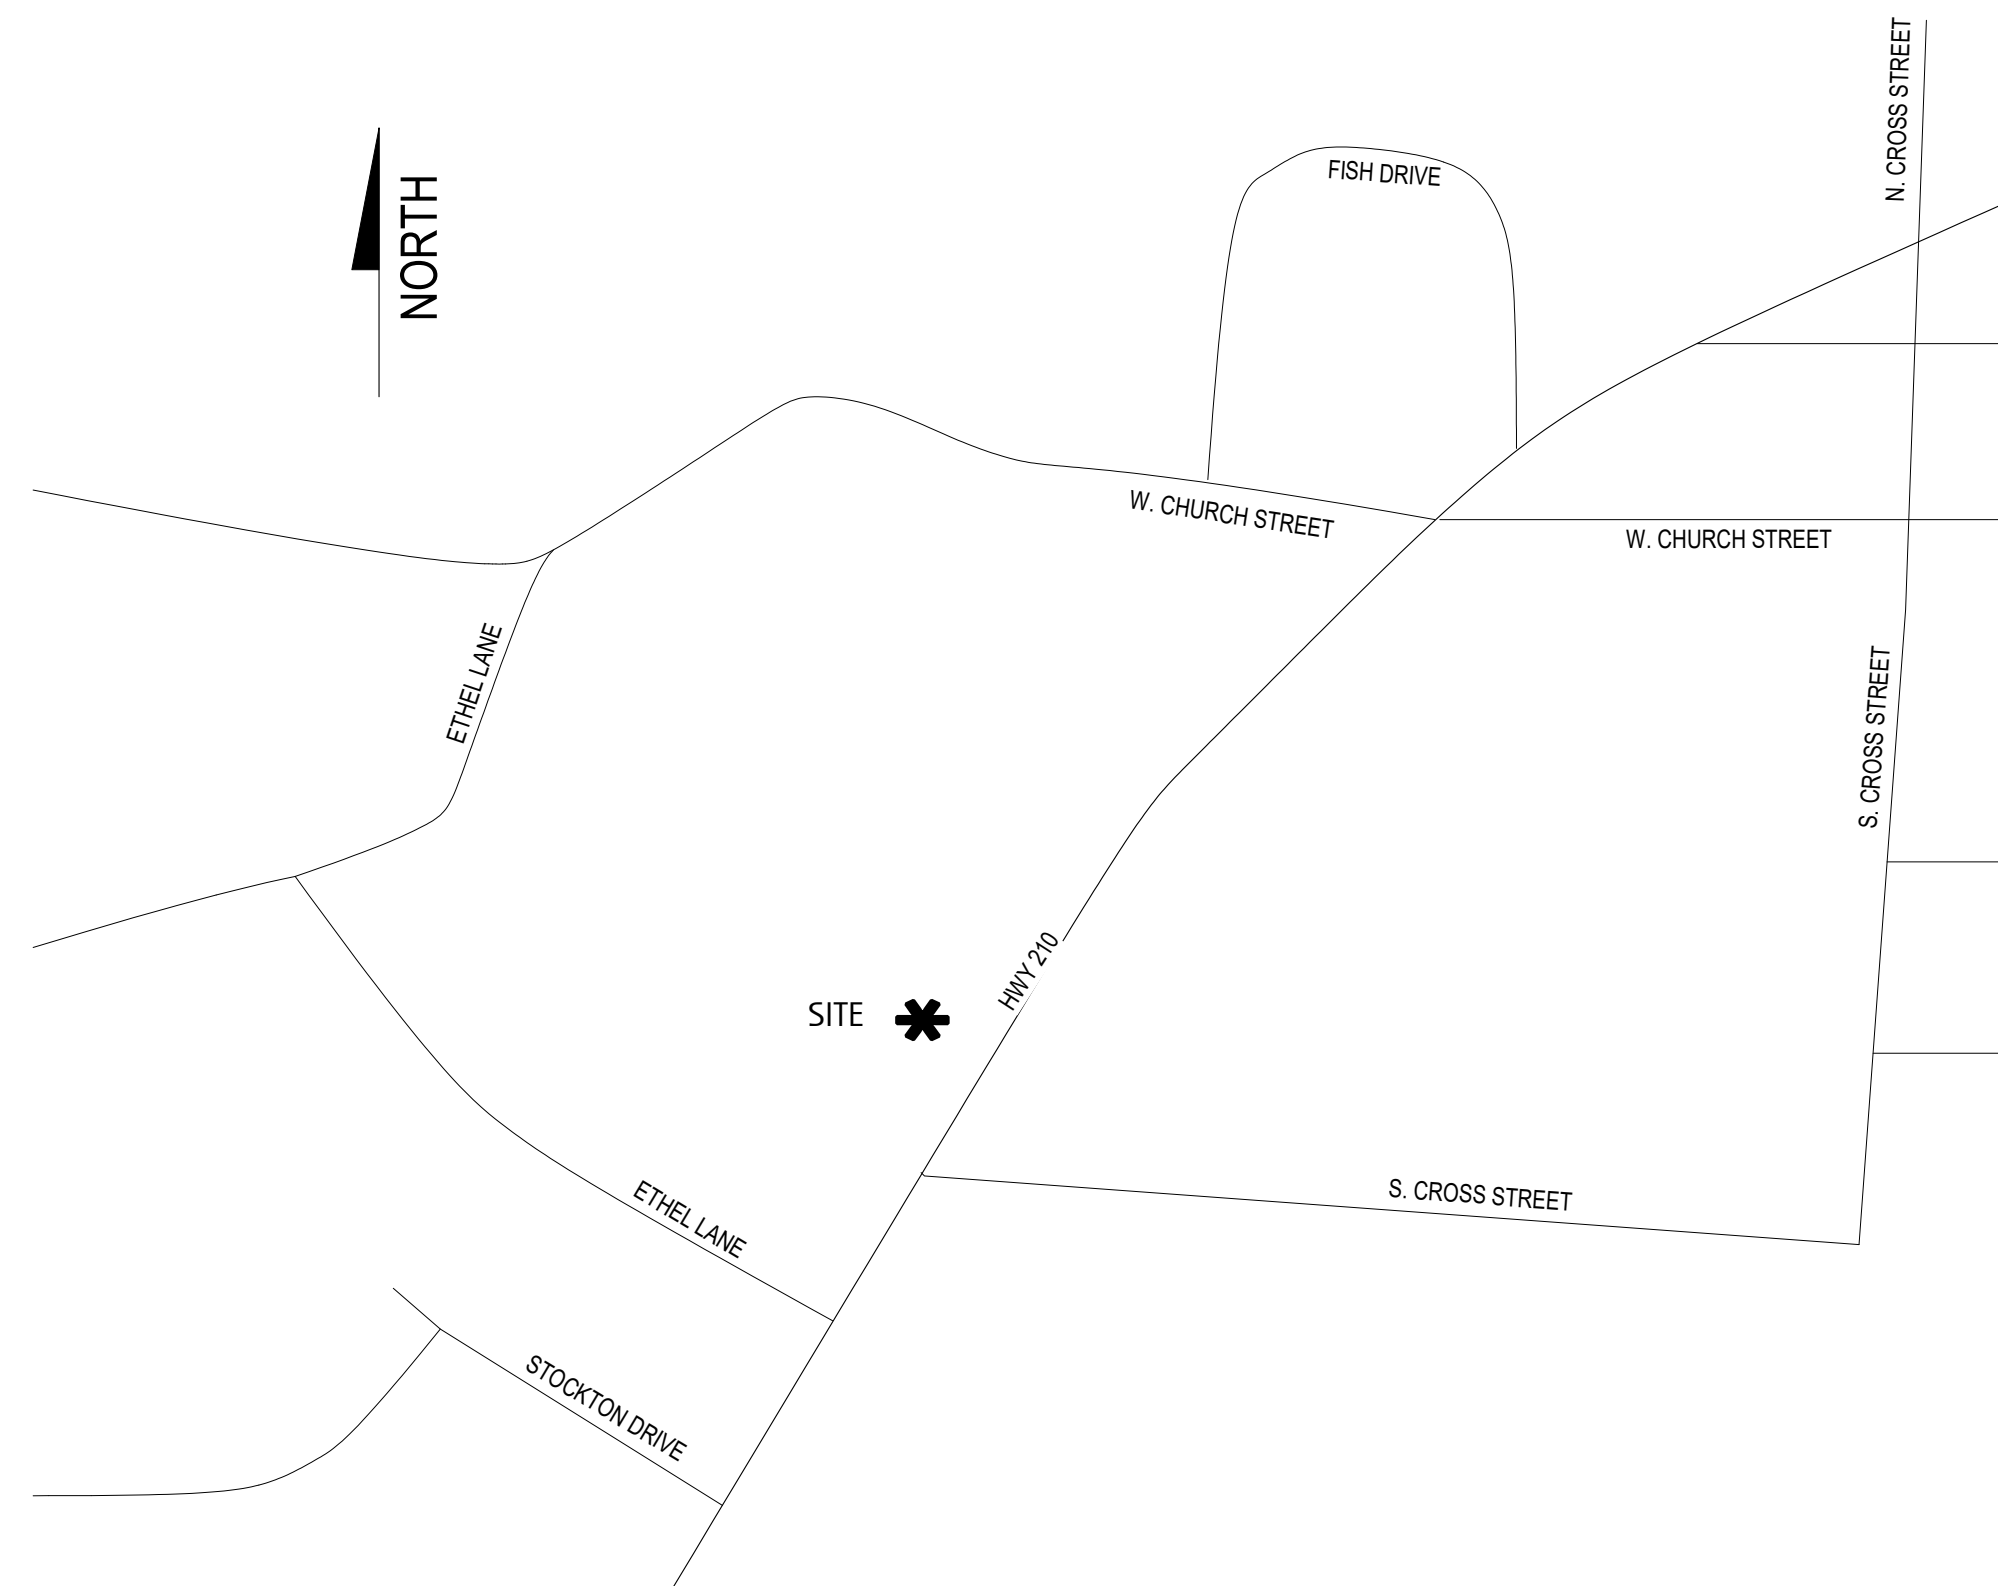 N. CROSS STREET
FISH DRIVE
NORTH
W. CHURCH STREET
W. CHURCH STREET
ETHEL LANE
S. CROSS STREET
HWY 210
SITE
S. CROSS STREET
ETHEL LANE
STOCKTON DRIVE